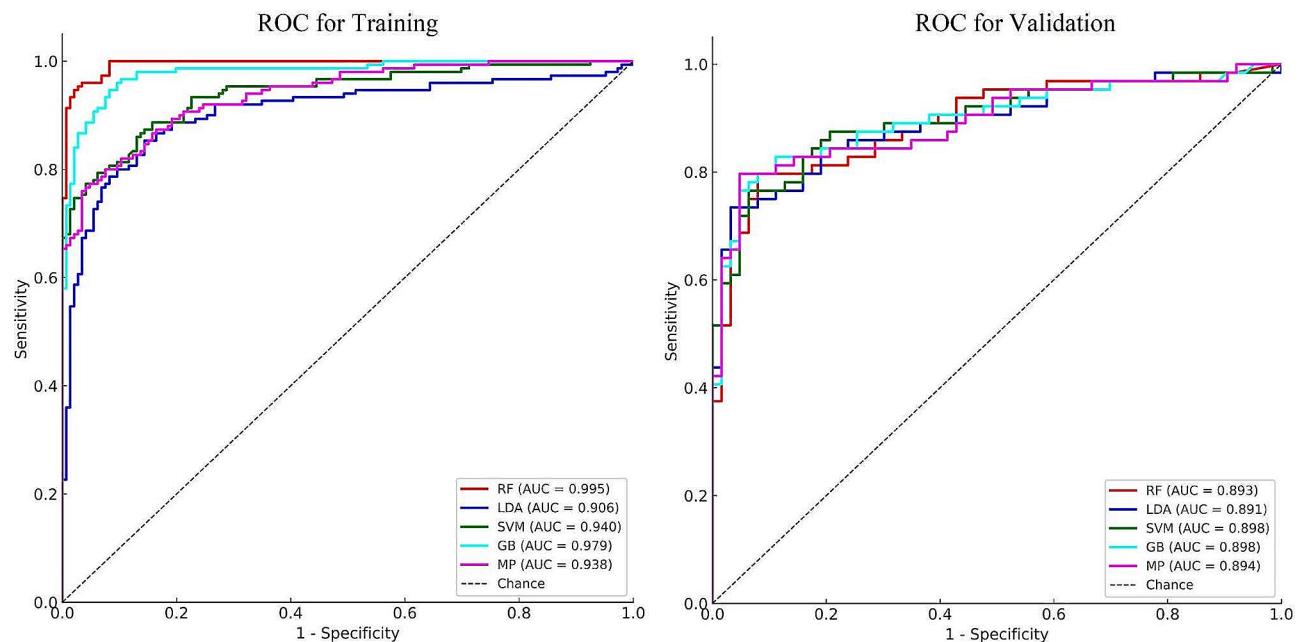 ROC for Training
1.0
0.8
0.6
0.4
0.2
0.0
Sensitivity
0.0
0.2
0.4
0.6
0.8
1.0
1 - Specificity
RF (AUC = 0.995)
LDA (AUC = 0.906)
SVM (AUC = 0.940)
GB (AUC = 0.979)
MP (AUC = 0.938)
Chance
ROC for Validation
1.0
0.8
0.6
0.4
0.2
0.0
Sensitivity
0.0
0.2
0.4
0.6
0.8
1.0
1 - Specificity
RF (AUC = 0.893)
LDA (AUC = 0.891)
SVM (AUC = 0.898)
GB (AUC = 0.898)
MP (AUC = 0.894)
Chance